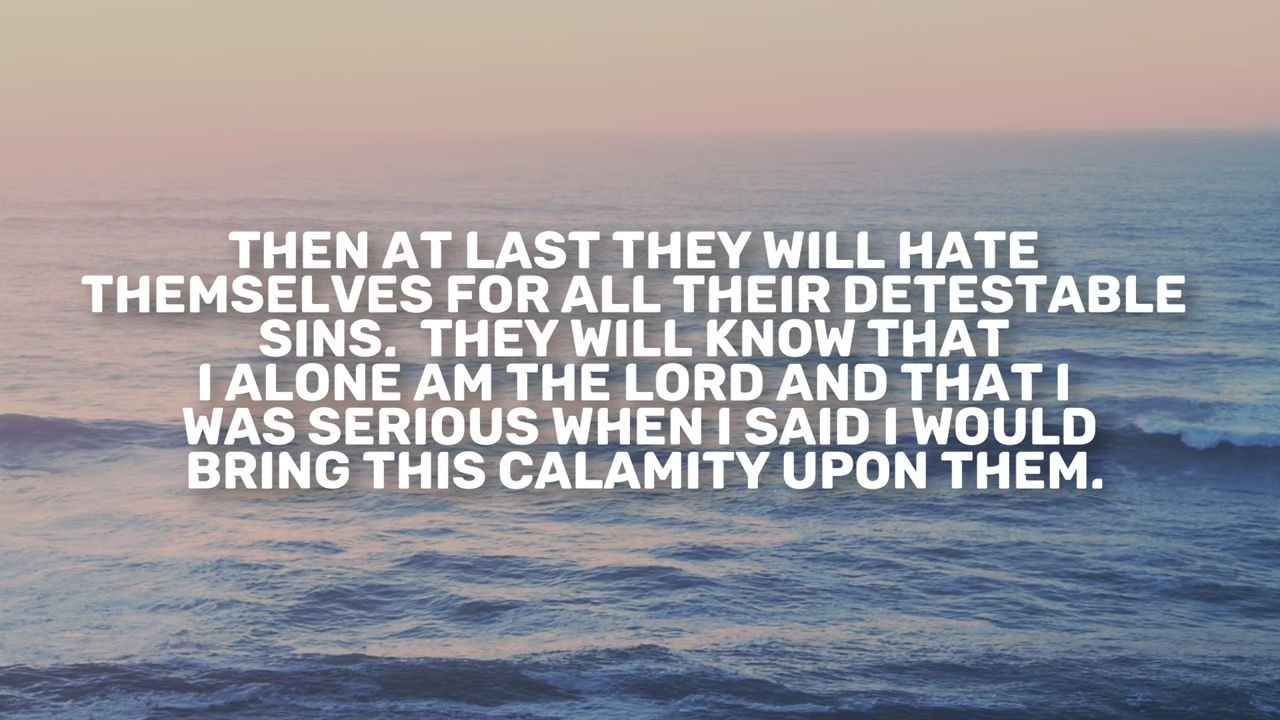 THEN AT LAST THEY WILL HATE
THEMSELVES FOR ALL THEIR DETESTABLE
SINS.  THEY WILL KNOW THAT
I ALONE AM THE LORD AND THAT I
WAS SERIOUS WHEN I SAID I WOULD
BRING THIS CALAMITY UPON THEM.